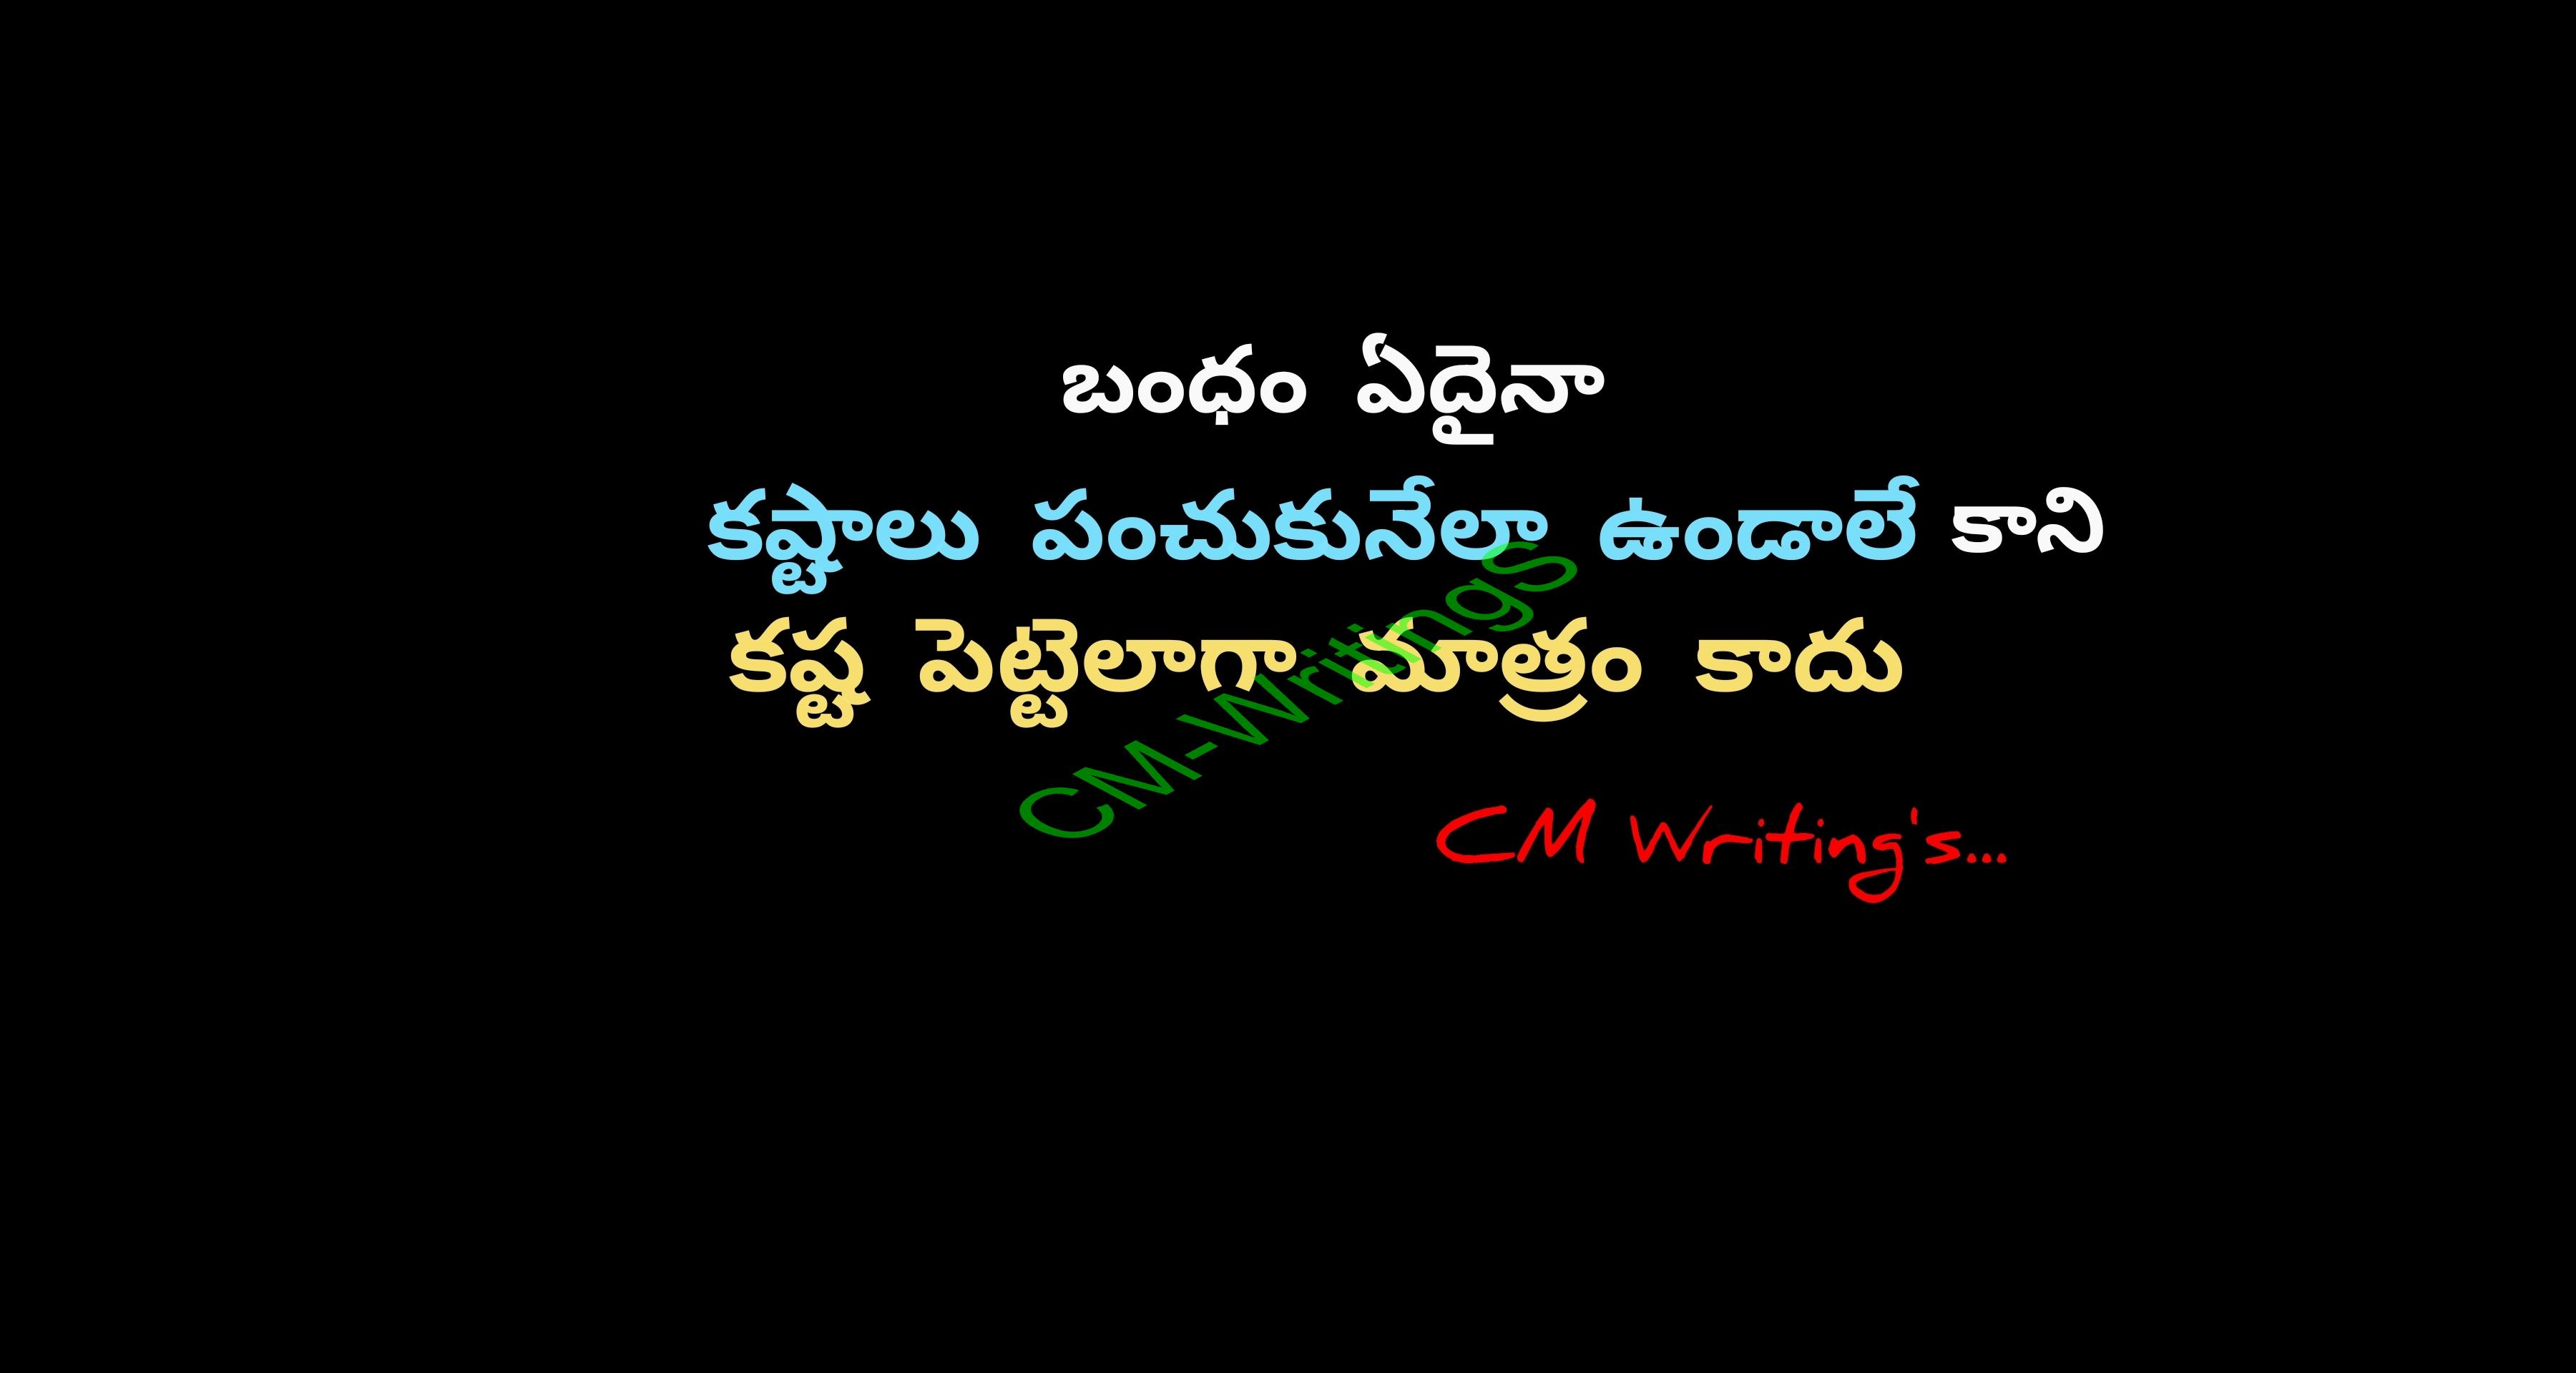 బంధం ఏదైనా
కష్టాలు పంచుకునేలా ఉండాలే కాని
కష్ట పెట్టెలాగా మాత్రం కాదు
CM-Writings
CM Writing's...